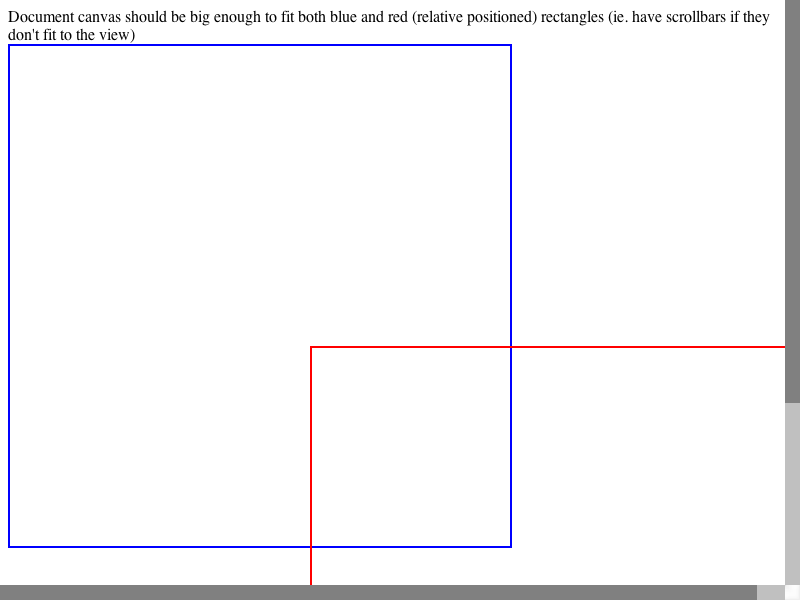 Document canvas should be big enough to fit both blue and red (relative positioned) rectangles (ie. have scrollbars if they
don't fit to the view)